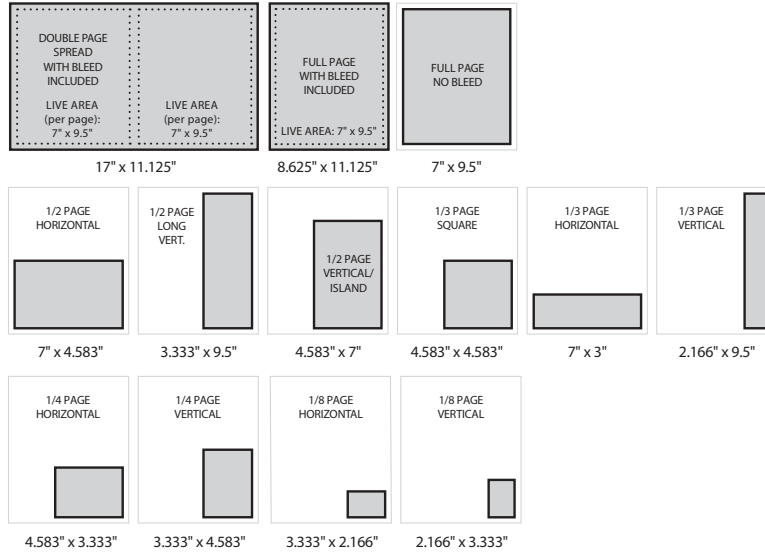 DOUBLE PAGE
SPREAD
WITH BLEED
INCLUDED
LIVE AREA
(per page):
7" x 9.5"
LIVE AREA
(per page):
7" x 9.5"
17" x 11.125"
FULL PAGE
WITH BLEED
INCLUDED
LIVE AREA: 7" x 9.5"
8.625" x 11.125"
FULL PAGE
NO BLEED
7" x 9.5"
1/2 PAGE
HORIZONTAL
7" x 4.583"
1/2 PAGE
LONG
VERT.
3.333" x 9.5"
1/2 PAGE
VERTICAL/
ISLAND
4.583" x 7"
1/3 PAGE
SQUARE
4.583" x 4.583"
1/3 PAGE
HORIZONTAL
7" x 3"
1/3 PAGE
VERTICAL
2.166" x 9.5"
1/4 PAGE
HORIZONTAL
4.583" x 3.333"
1/4 PAGE
VERTICAL
3.333" x 4.583"
1/8 PAGE
HORIZONTAL
3.333" x 2.166"
1/8 PAGE
VERTICAL
2.166" x 3.333"